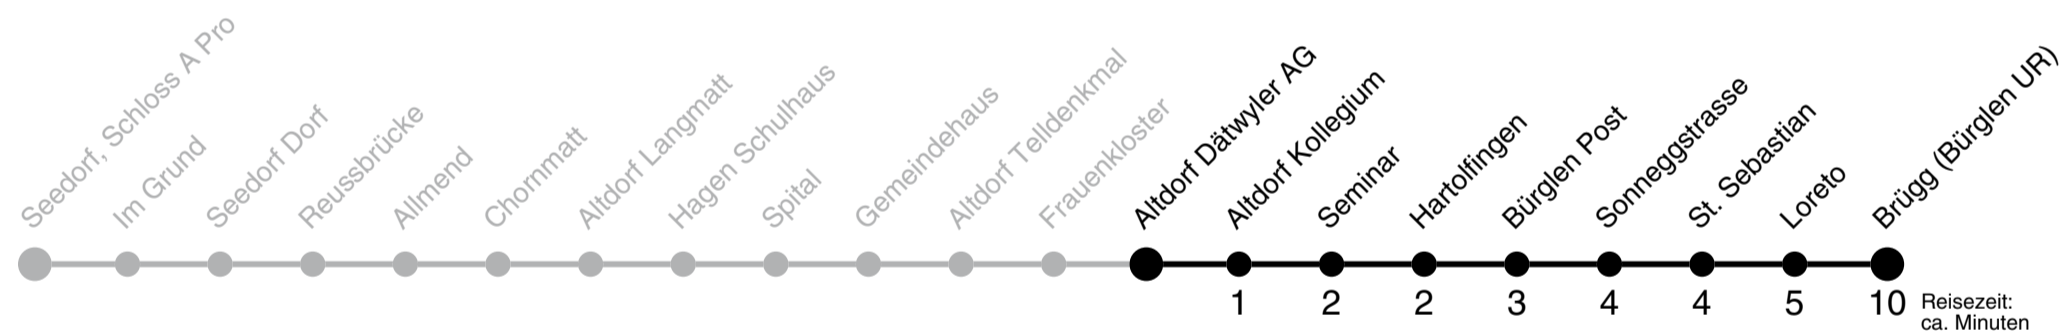 Seedorf, Schloss A Pro
Im Grund
Seedorf Dorf
Reussbrücke
Allmend
Chornmatt
Altdorf Langmatt
Hagen Schulhaus
Spital
Gemeindehaus
Altdorf Telldenkmal
Frauenkloster
Altdorf Dätwyler AG
Altdorf Kollegium
Seminar
Hartolfingen
Bürglen Post
Sonneggstrasse
St. Sebastian
Loreto
Brügg (Bürglen UR)
1 2 2 3 4 4 5 10
Reisezeit:
ca. Minuten